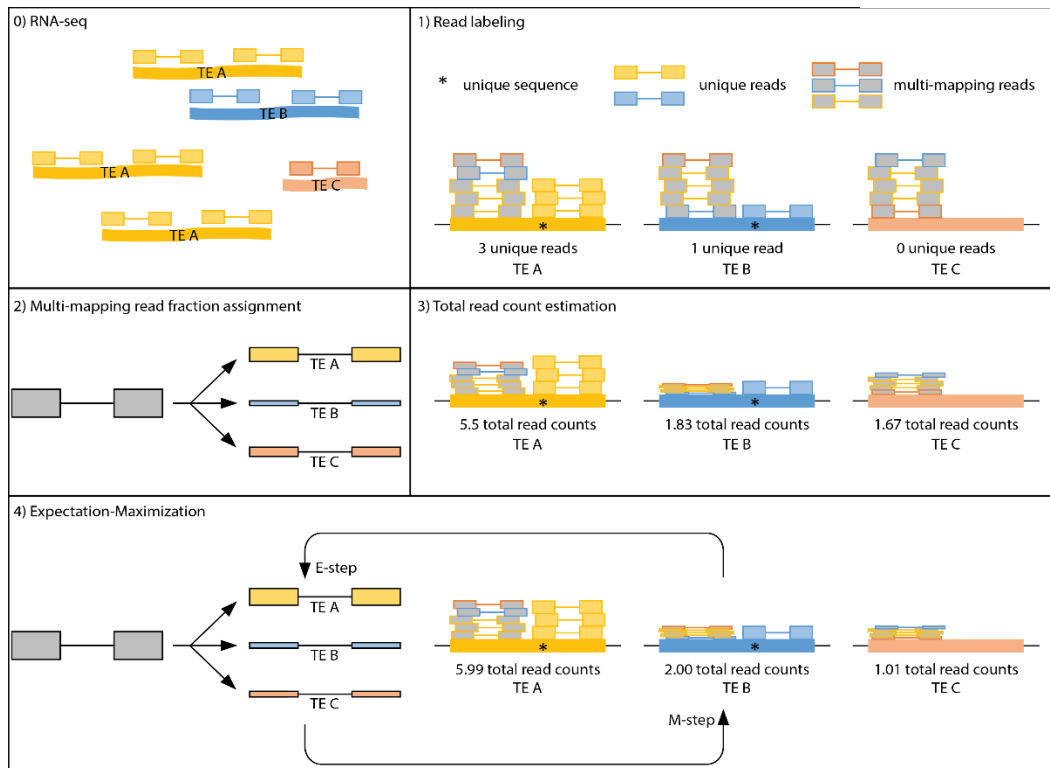 0) RNA-seq
TE A
TE B
TE A
TE C
TE A
1) Read labeling
* unique sequence
unique reads
multi-mapping reads
* * 
3 unique reads
TE A
1 unique read
TE B
0 unique reads
TE C
2) Multi-mapping read fraction assignment
TE A
TE B
TE C
3) Total read count estimation
* *
5.5 total read counts
TE A
1.83 total read counts
TE B
1.67 total read counts
TE C
4) Expectation-Maximization
E-step
TE A
TE B
TE C
* *
5.99 total read counts
TE A
2.00 total read counts
TE B
1.01 total read counts
TE C
M-step